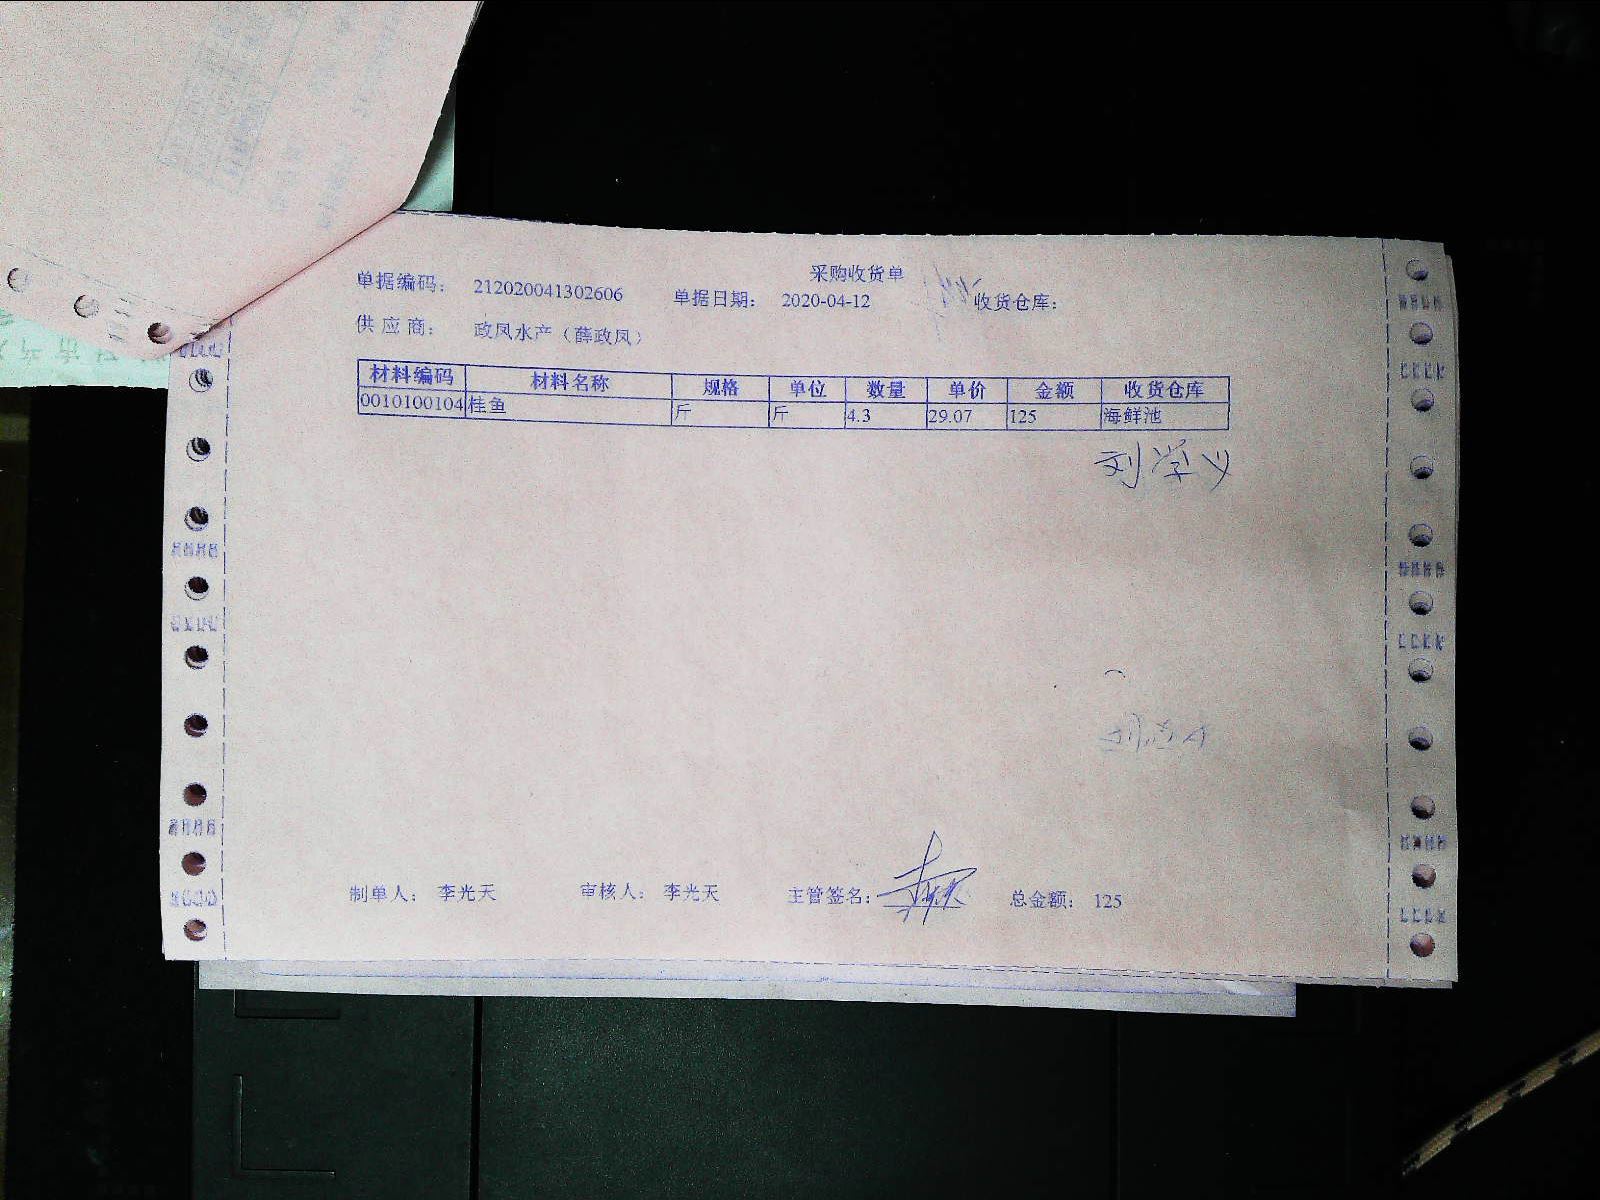 采购收货单
单据编码： 212020041302606 单据日期： 2020-04-12 收货仓库：
供应商： 政凤水产（薛政凤）
材料编码 材料名称 规格 单位 数量 单价 金额 收货仓库
0010100104 桂鱼 斤 斤 4.3 29.07 125 海鲜池
刘学义
制单人： 李光天 审核人： 李光天 主管签名： 总金额： 125